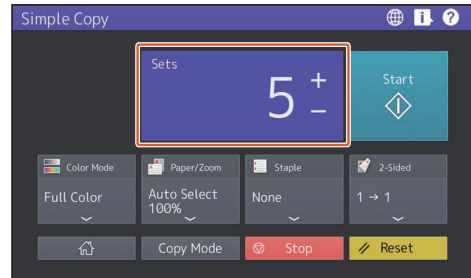 Simple Copy
Sets
5 + −
Start
Color Mode
Full Color
Paper/Zoom
Auto Select
100%
Staple
None
2-Sided
1 → 1
Copy Mode
Stop
Reset